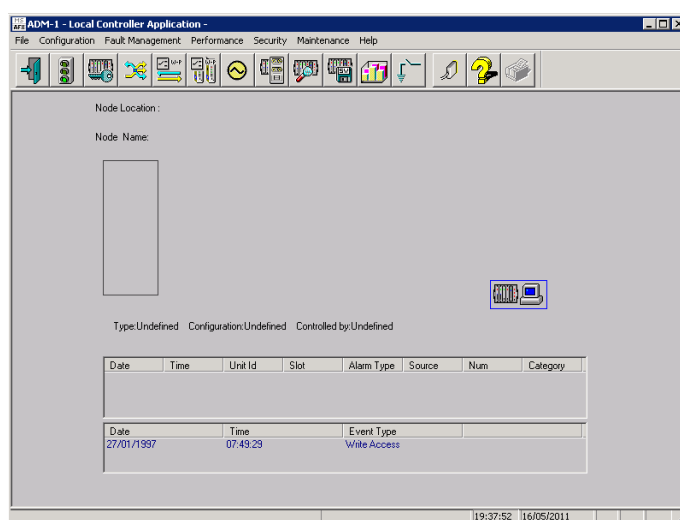 ADM-1 - Local Controller Application -
File Configuration Fault Management Performance Security Maintenance Help
Node Location :
Node Name:
Type:Undefined Configuration:Undefined Controlled by:Undefined
Date Time Unit Id Slot Alarm Type Source Num Category
Date Time Event Type
27/01/1997 07:49:29 Write Access
19:37:52 16/05/2011